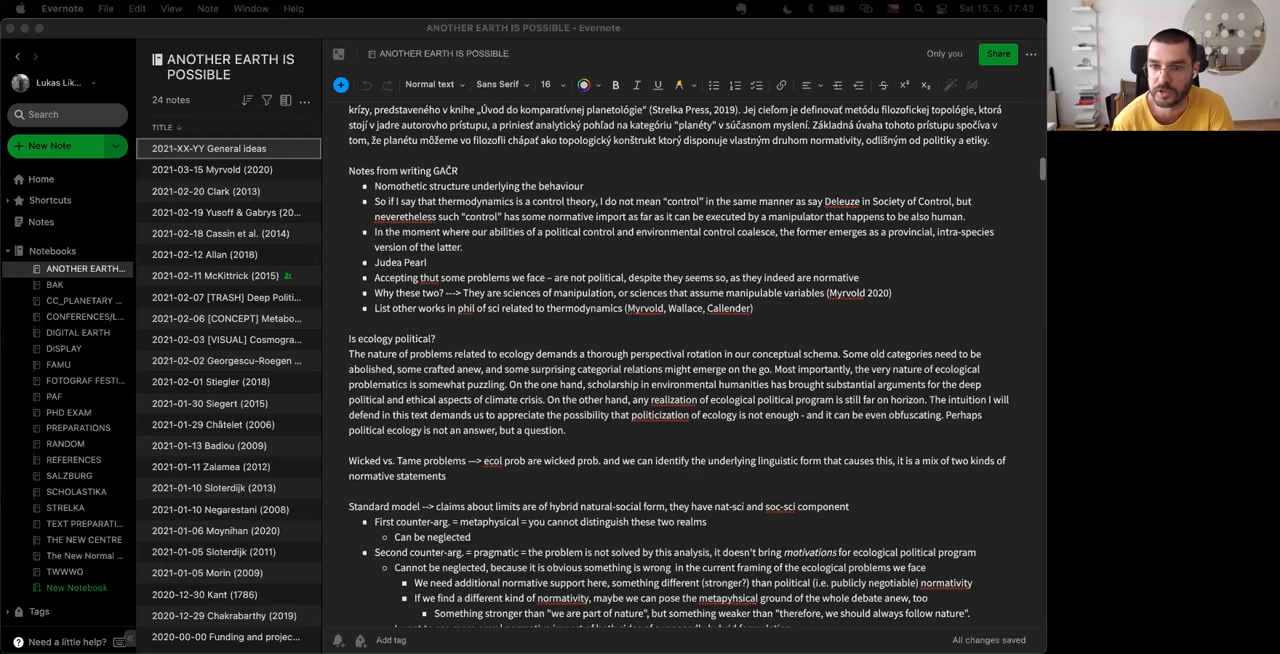 Evernote File Edit View Note Window Help Sat 15. 5. 17:43
ANOTHER EARTH IS POSSIBLE - Evernote
Lukas Lik...
Search
New Note
Home
Shortcuts
Notes
Notebooks
ANOTHER EARTH...
BAK
CC_PLANETARY ...
CONFERENCES/L...
DIGITAL EARTH
DISPLAY
FAMU
FOTOGRAF FESTI...
PAF
PHD EXAM
PREPARATIONS
RANDOM
REFERENCES
SALZBURG
SCHOLASTIKA
STRELKA
TEXT PREPARATI...
THE NEW CENTRE
The New Normal ...
TWWWO
New Notebook
Tags
Need a little help?
ANOTHER EARTH IS
POSSIBLE
24 notes
TITLE
2021-XX-YY General ideas
2021-03-15 Myrvold (2020)
2021-02-20 Clark (2013)
2021-02-19 Yusoff & Gabrys (20...
2021-02-18 Cassin et al. (2014)
2021-02-12 Allan (2018)
2021-02-11 McKittrick (2015)
2021-02-07 [TRASH] Deep Politi...
2021-02-06 [CONCEPT] Metabo...
2021-02-03 [VISUAL] Cosmogra...
2021-02-02 Georgescu-Roegen ...
2021-02-01 Stiegler (2018)
2021-01-30 Siegert (2015)
2021-01-29 Châtelet (2006)
2021-01-13 Badiou (2009)
2021-01-11 Zalamea (2012)
2021-01-10 Sloterdijk (2013)
2021-01-10 Negarestani (2008)
2021-01-06 Moynihan (2020)
2021-01-05 Sloterdijk (2011)
2021-01-05 Morin (2009)
2020-12-30 Kant (1786)
2020-12-29 Chakrabarthy (2019)
2020-00-00 Funding and projec...
ANOTHER EARTH IS POSSIBLE
Only you
Share
Normal text Sans Serif 16 B I U A
krízy, predstaveného v knihe „Úvod do komparatívnej planetológie" (Strelka Press, 2019). Jej cieľom je definovať metódu filozofickej topológie, ktorá
stojí v jadre autorovho prístupu, a priniesť analytický pohľad na kategóriu "planéty" v súčasnom myslení. Základná úvaha tohoto prístupu spočíva v
tom, že planétu môžeme vo filozofii chápať ako topologický konštrukt ktorý disponuje vlastným druhom normativity, odlišným od politiky a etiky.
Notes from writing GAČR
Nomothetic structure underlying the behaviour
So if I say that thermodynamics is a control theory, I do not mean “control” in the same manner as say Deleuze in Society of Control, but
neveretheless such “control” has some normative import as far as it can be executed by a manipulator that happens to be also human.
In the moment where our abilities of a political control and environmental control coalesce, the former emerges as a provincial, intra-species
version of the latter.
Judea Pearl
Accepting thut some problems we face – are not political, despite they seems so, as they indeed are normative
Why these two? ---> They are sciences of manipulation, or sciences that assume manipulable variables (Myrvold 2020)
List other works in phil of sci related to thermodynamics (Myrvold, Wallace, Callender)
Is ecology political?
The nature of problems related to ecology demands a thorough perspectival rotation in our conceptual schema. Some old categories need to be
abolished, some crafted anew, and some surprising categorial relations might emerge on the go. Most importantly, the very nature of ecological
problematics is somewhat puzzling. On the one hand, scholarship in environmental humanities has brought substantial arguments for the deep
political and ethical aspects of climate crisis. On the other hand, any realization of ecological political program is still far on horizon. The intuition I will
defend in this text demands us to appreciate the possibility that politicization of ecology is not enough - and it can be even obfuscating. Perhaps
political ecology is not an answer, but a question.
Wicked vs. Tame problems —> ecol prob are wicked prob. and we can identify the underlying linguistic form that causes this, it is a mix of two kinds of
normative statements
Standard model --> claims about limits are of hybrid natural-social form, they have nat-sci and soc-sci component
First counter-arg. = metaphysical = you cannot distinguish these two realms
Can be neglected
Second counter-arg. = pragmatic = the problem is not solved by this analysis, it doesn't bring motivations for ecological political program
Cannot be neglected, because it is obvious something is wrong in the current framing of the ecological problems we face
We need additional normative support here, something different (stronger?) than political (i.e. publicly negotiable) normativity
If we find a different kind of normativity, maybe we can pose the metapyhsical ground of the whole debate anew, too
Something stronger than "we are part of nature", but something weaker than "therefore, we should always follow nature".
Add tag
All changes saved